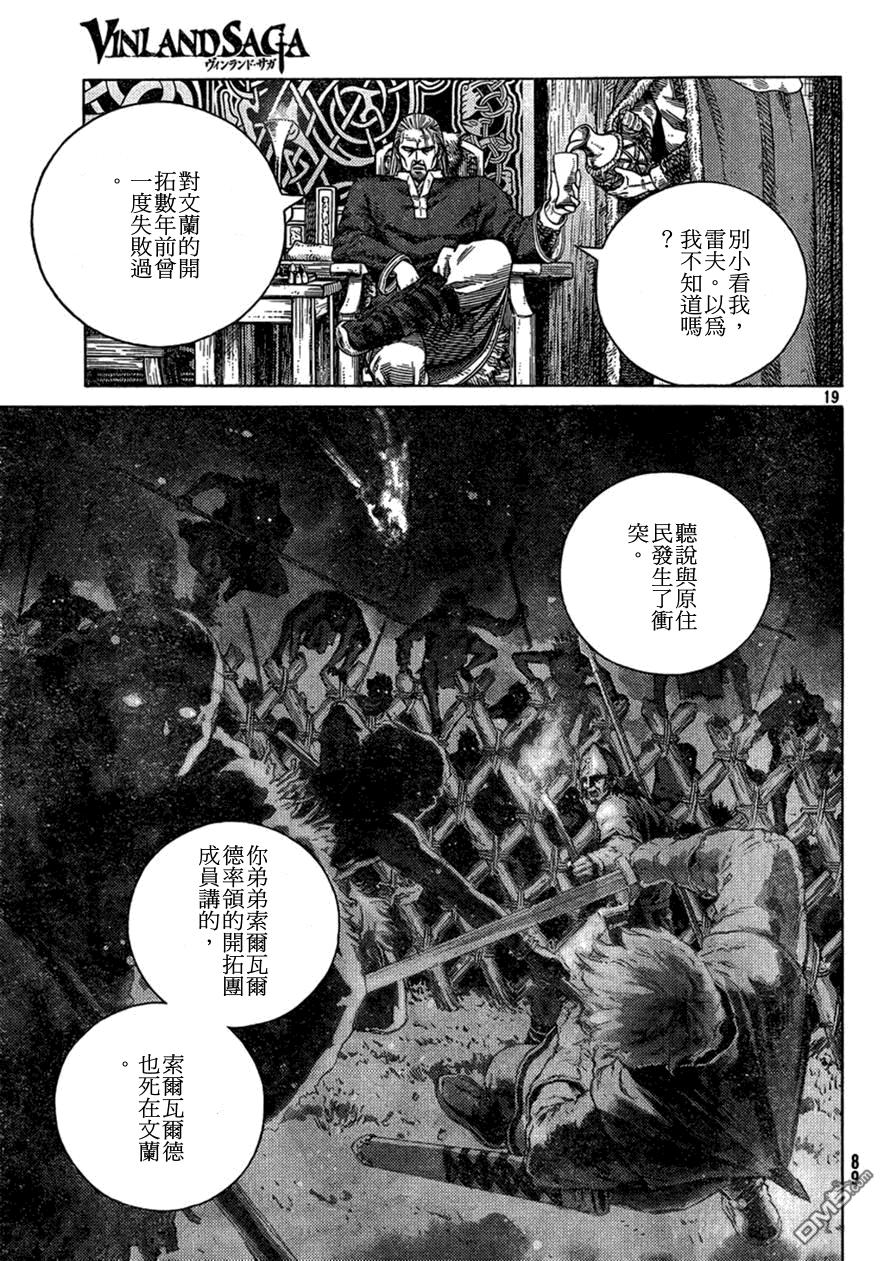 VINLAND SAGA
ヴィンランド・サガ
別小看我，
雷夫。以為
我不知道嗎
？
對文蘭的開
拓數年前曾
一度失敗過
。
19
聽說與原住
民發生了衝
突。
你弟弟索爾瓦爾
德率領的開拓團
成員講的，
索爾瓦爾德
也死在文蘭
。
89